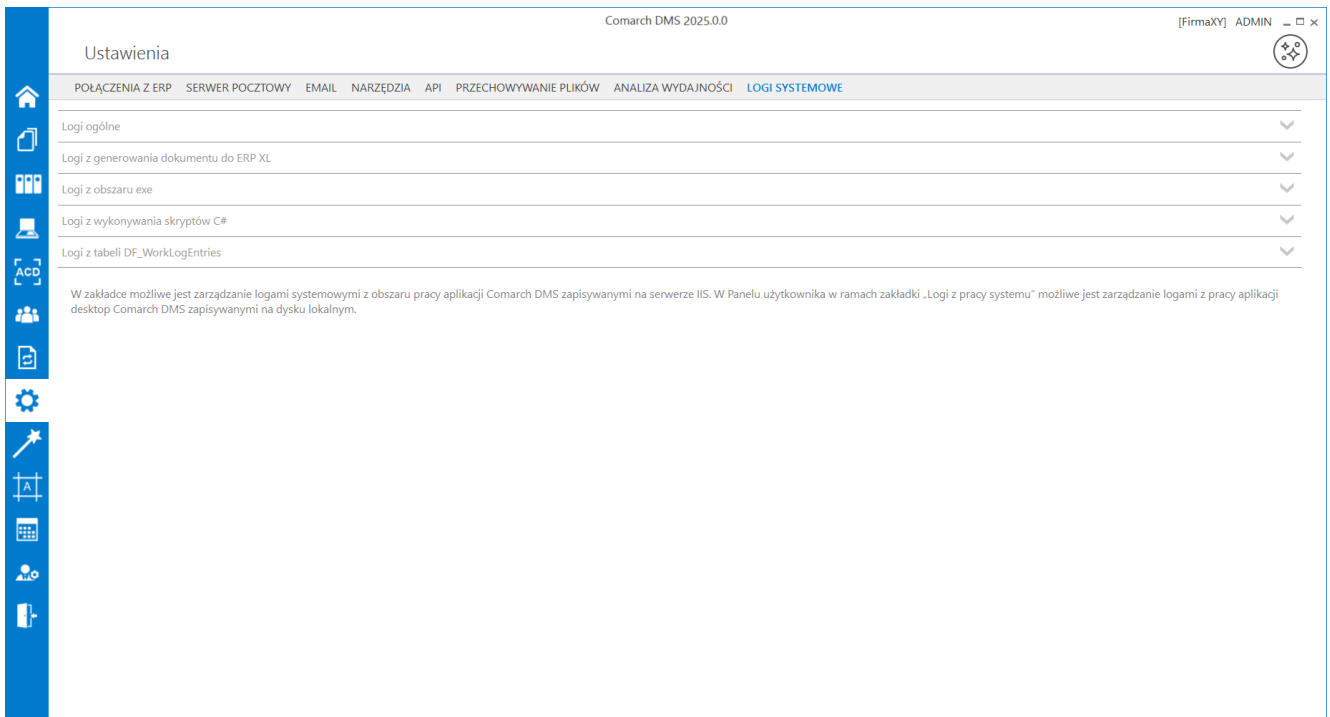 Comarch DMS 2025.0.0
[FirmaXY] ADMIN
Ustawienia
POŁĄCZENIA Z ERP SERWER POCZTOWY EMAIL NARZĘDZIA API PRZECHOWYWANIE PLIKÓW ANALIZA WYDAJNOŚCI LOGI SYSTEMOWE
Logi ogólne
Logi z generowania dokumentu do ERP XL
Logi z obszaru exe
Logi z wykonywania skryptów C#
Logi z tabeli DF_WorkLogEntries
W zakładce możliwe jest zarządzanie logami systemowymi z obszaru pracy aplikacji Comarch DMS zapisywanymi na serwerze IIS. W Panelu użytkownika w ramach zakładki „Logi z pracy systemu" możliwe jest zarządzanie logami z pracy aplikacji
desktop Comarch DMS zapisywanymi na dysku lokalnym.
ACD
A